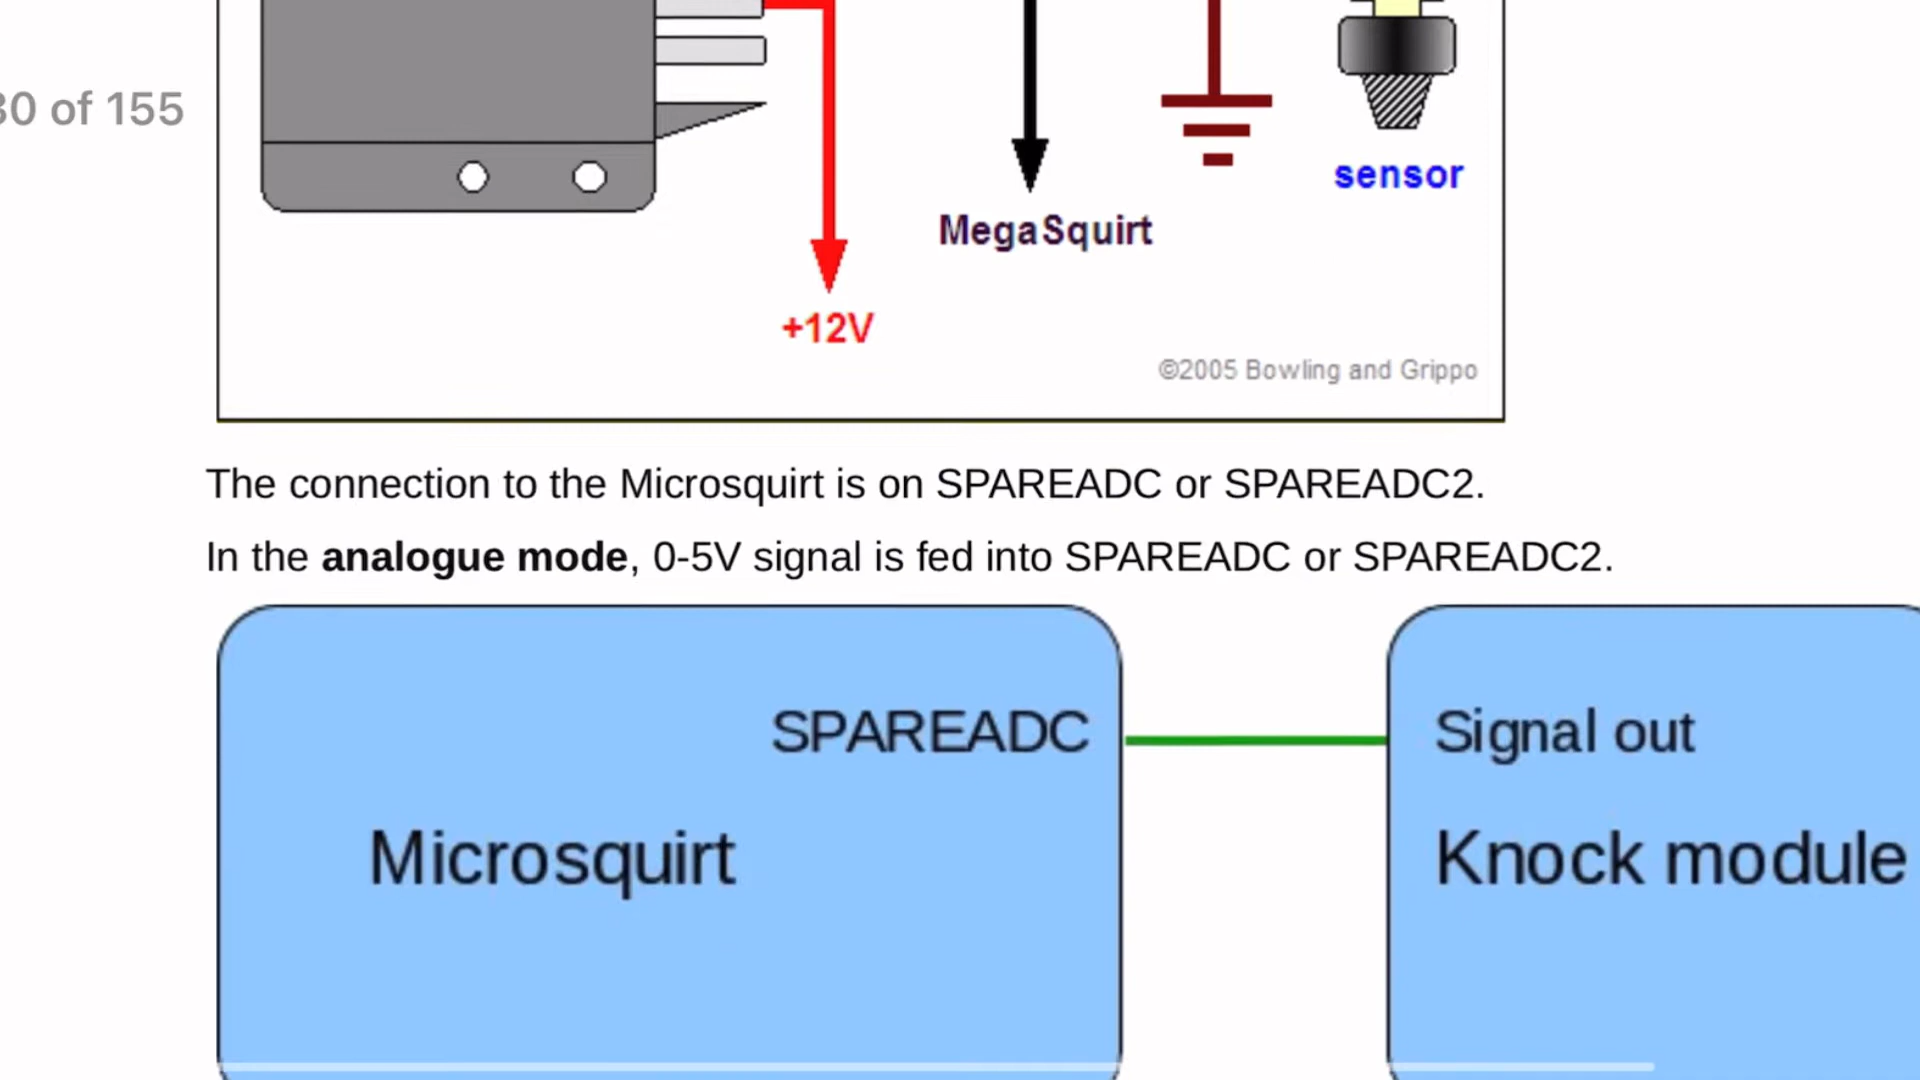 30 of 155
sensor
MegaSquirt
+12V
©2005 Bowling and Grippo
The connection to the Microsquirt is on SPAREADC or SPAREADC2.
In the analogue mode, 0-5V signal is fed into SPAREADC or SPAREADC2.
SPAREADC
Signal out
Microsquirt
Knock module